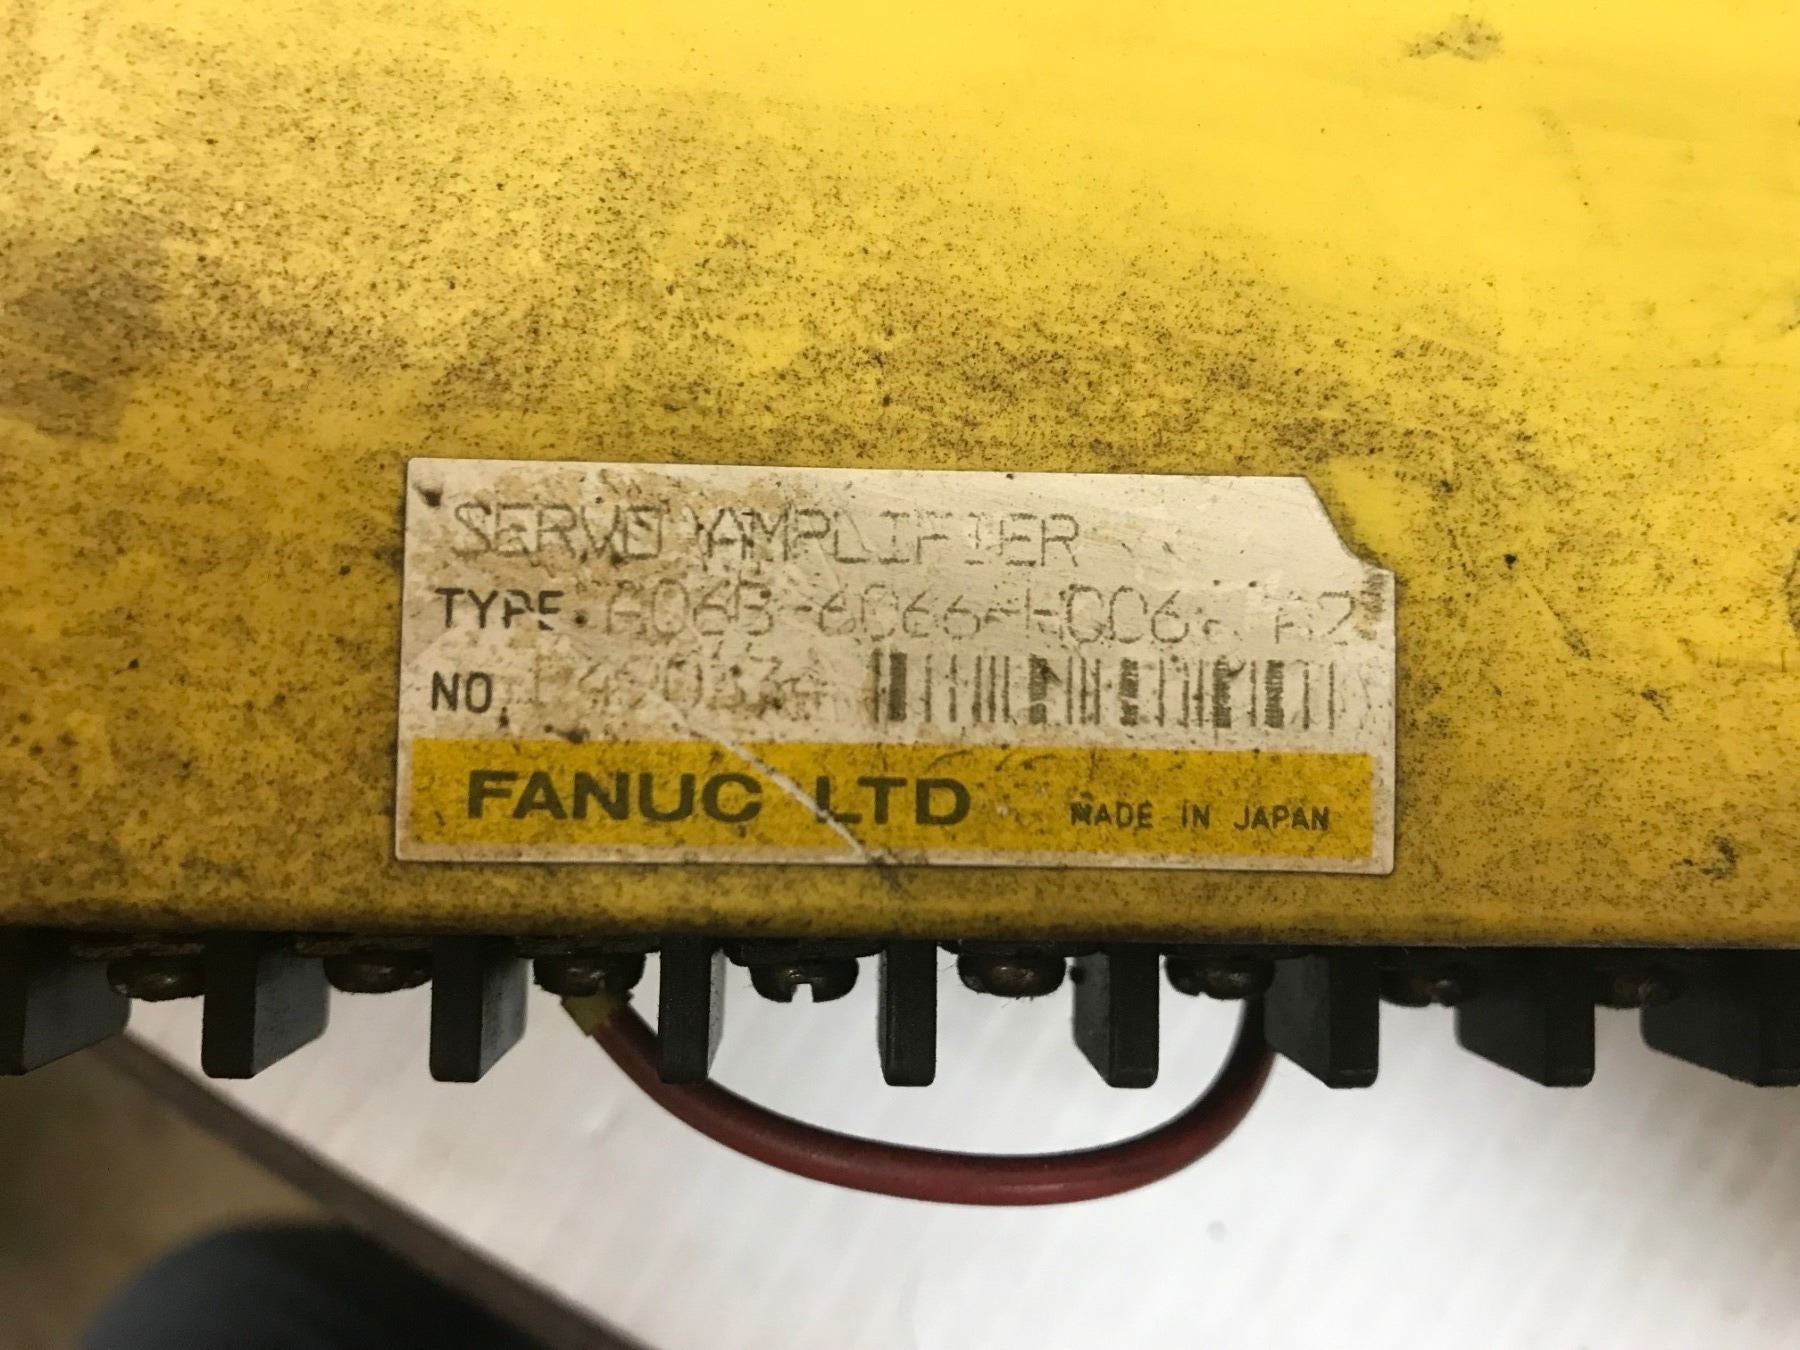 SERVO AMPLIFIER
TYPE A06B-6066-H006
NO
FANUC LTD MADE IN JAPAN